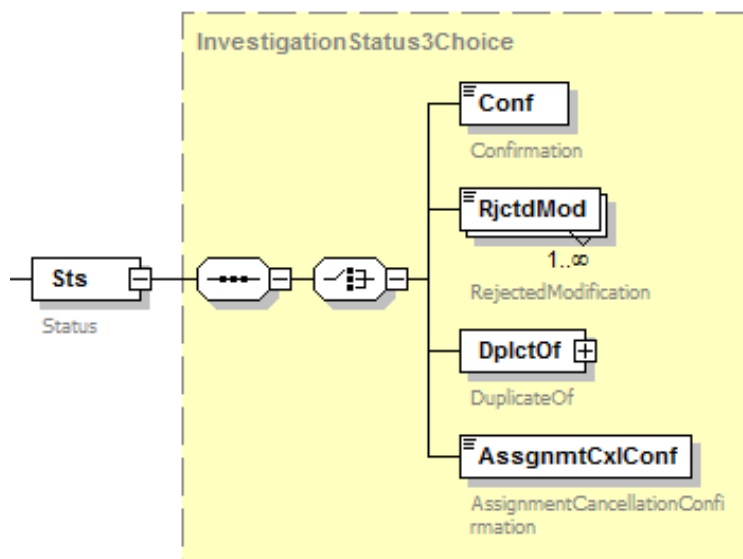 InvestigationStatus3Choice
Conf
Confirmation
RjctdMod
1..∞
RejectedModification
Sts
Status
DplctOf
DuplicateOf
AssgnmtCxlConf
AssignmentCancellationConfi
rmation